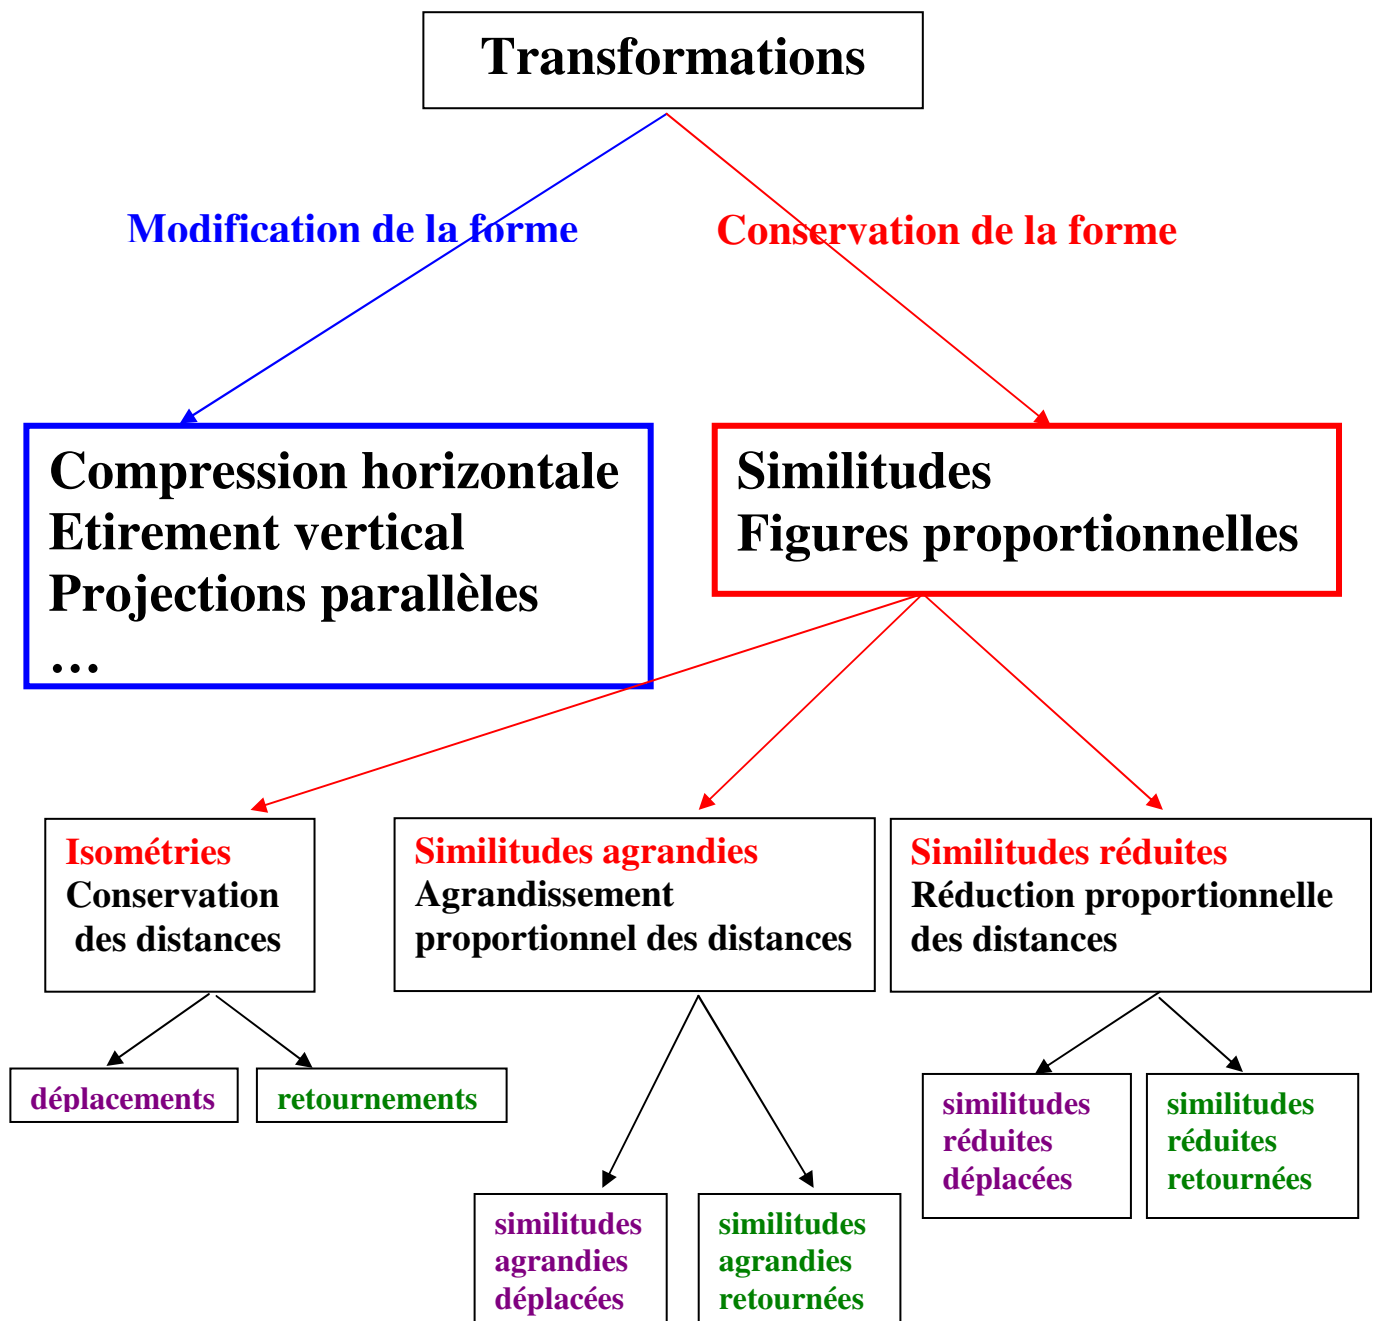 Transformations
Modification de la forme
Conservation de la forme
Compression horizontale
Etirement vertical
Projections parallèles
…
Similitudes
Figures proportionnelles
Isométries
Conservation
des distances
Similitudes agrandies
Agrandissement
proportionnel des distances
Similitudes réduites
Réduction proportionnelle
des distances
déplacements
retournements
similitudes
réduites
déplacées
similitudes
réduites
retournées
similitudes
agrandies
déplacées
similitudes
agrandies
retournées